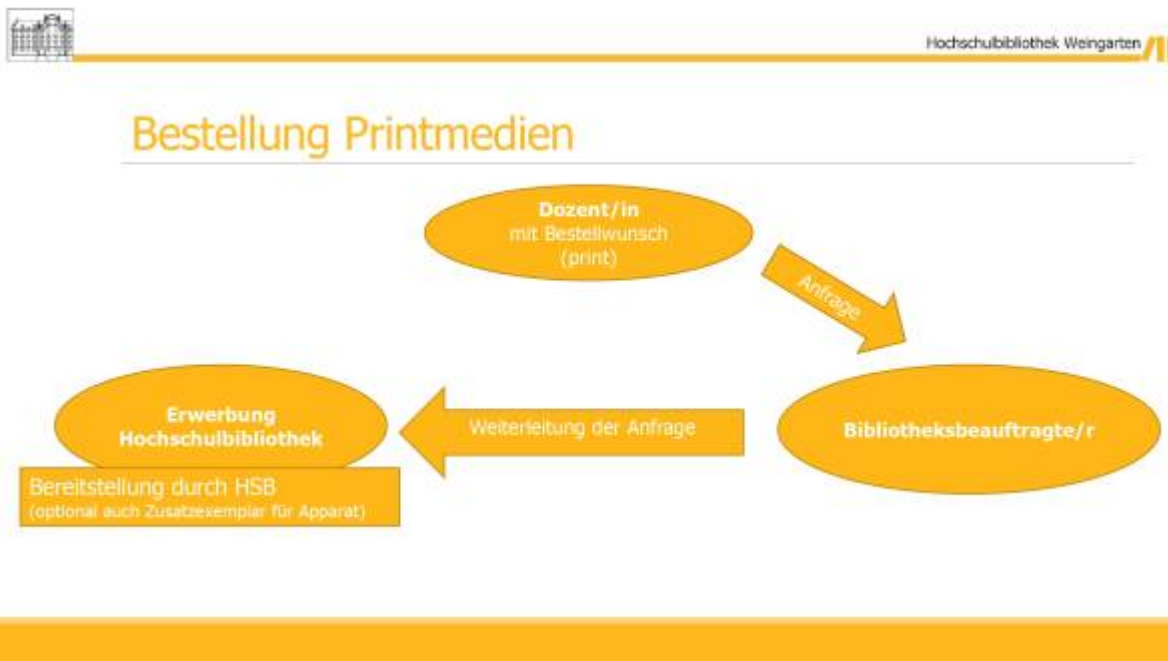 Hochschulbibliothek Weingarten
Bestellung Printmedien
Dozent/in
mit Bestellwunsch
(print)
Anfrage
Bibliotheksbeauftragte/r
Weiterleitung der Anfrage
Erwerbung
Hochschulbibliothek
Bereitstellung durch HSB
(optional auch Zusatzexemplar für Apparat)